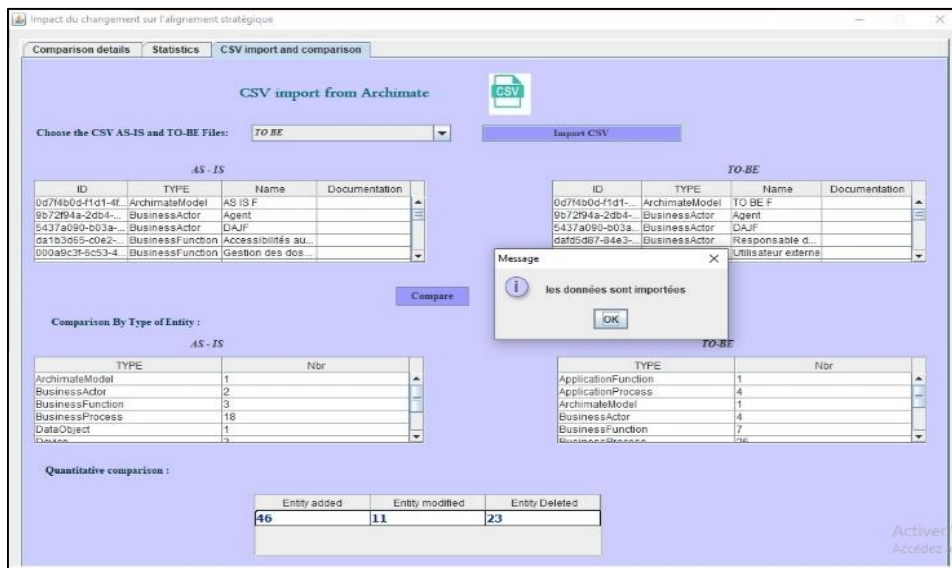 Impact du changement sur l'alignement stratégique
Comparison details Statistics CSV import and comparison
CSV import from Archimate
CSV
Choose the CSV AS-IS and TO-BE Files: TO BE Import CSV
AS - IS TO-BE
ID TYPE Name Documentation
0d7f4b0d-f1d1-4f... ArchimateModel AS IS F
9b72f94a-2db4-... BusinessActor Agent
5437a090-b03a-... BusinessActor DAJF
da1b3d65-c0e2-... BusinessFunction Accessibilités au...
000a9c3f-6c53-4... BusinessFunction Gestion des dos...
ID TYPE Name Documentation
0d7f4b0d-f1d1-... ArchimateModel TO BE F
9b72f94a-2db4-... BusinessActor Agent
5437a090-b03a... BusinessActor DAJF
dafd5d87-84e3-... BusinessActor Responsable d...
Utilisateur externe
Message
les données sont importées
OK
Compare
Comparison By Type of Entity :
AS - IS TO-BE
TYPE Nbr
ArchimateModel 1
BusinessActor 2
BusinessFunction 3
BusinessProcess 18
DataObject 1
Device
TYPE Nbr
ApplicationFunction 1
ApplicationProcess 4
ArchimateModel 1
BusinessActor 4
BusinessFunction 7
BusinessProcess
Quantitative comparison :
Entity added Entity modified Entity Deleted
46 11 23
Activer
Accédez